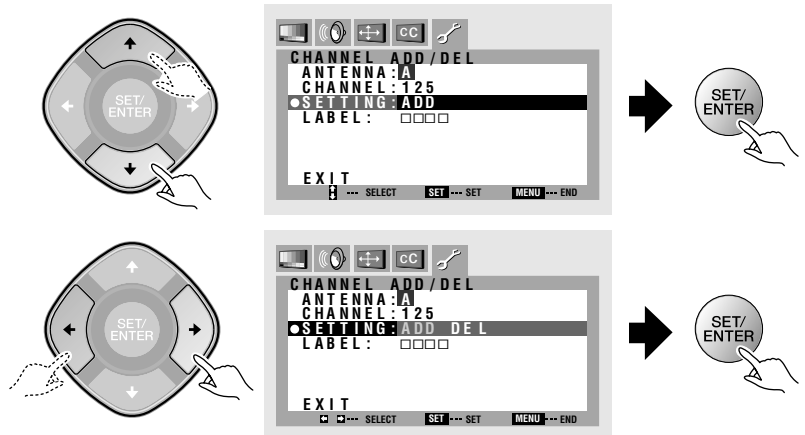 SET/
ENTER
CC
CHANNEL ADD/DEL
ANTENNA:A
CHANNEL:125
●SETTING:ADD
LABEL: □□□□
EXIT
--- SELECT SET --- SET MENU --- END
SET/
ENTER
SET/
ENTER
CC
CHANNEL ADD/DEL
ANTENNA:A
CHANNEL:125
●SETTING:ADD DEL
LABEL: □□□□
EXIT
--- SELECT SET --- SET MENU --- END
SET/
ENTER